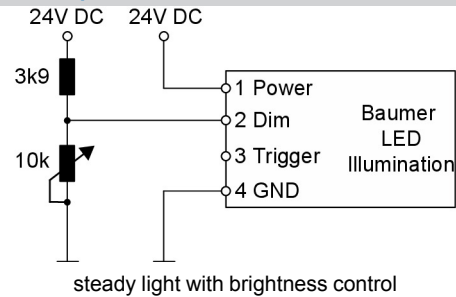 24V DC 24V DC
3k9
10k
1 Power
2 Dim
3 Trigger
4 GND
Baumer
LED
Illumination
steady light with brightness control